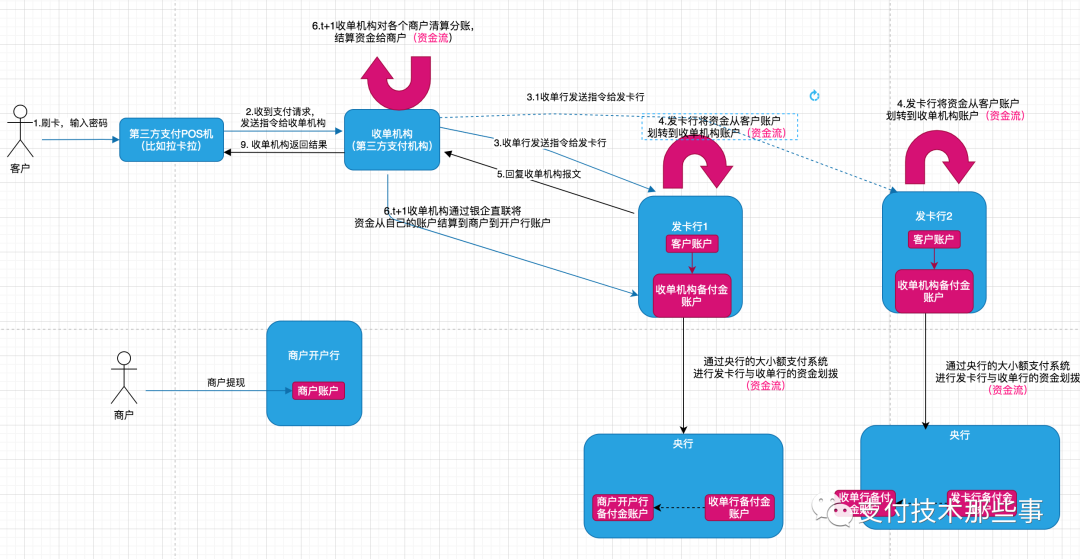 6.t+1收单机构对各个商户清算分账，
结算资金给商户（资金流）
3.1收单行发送指令给发卡行
4.发卡行将资金从客户账户
划转到收单机构账户（资金流）
2.收到支付请求，
发送指令给收单机构
1.刷卡，输入密码
第三方支付POS机
（比如拉卡拉）
收单机构
（第三方支付机构）
4.发卡行将资金从客户账户
划转到收单机构账户（资金流）
3.收单行发送指令给发卡行
9. 收单机构返回结果
客户
5.回复收单机构报文
6.t+1收单机构通过银企直联将
资金从自己的账户结算到商户到开户行账户
发卡行1
客户账户
收单机构备付金
账户
发卡行2
客户账户
收单机构备付金
账户
商户开户行
商户提现
商户账户
商户
通过央行的大小额支付系统
进行发卡行与收单行的资金划拨
（资金流）
通过央行的大小额支付系统
进行发卡行与收单行的资金划拨
（资金流）
央行
商户开户行
备付金账户
收单行备付金
账户
央行
收单行备付
金账户
发卡行备付金
账户
支付技术那些事